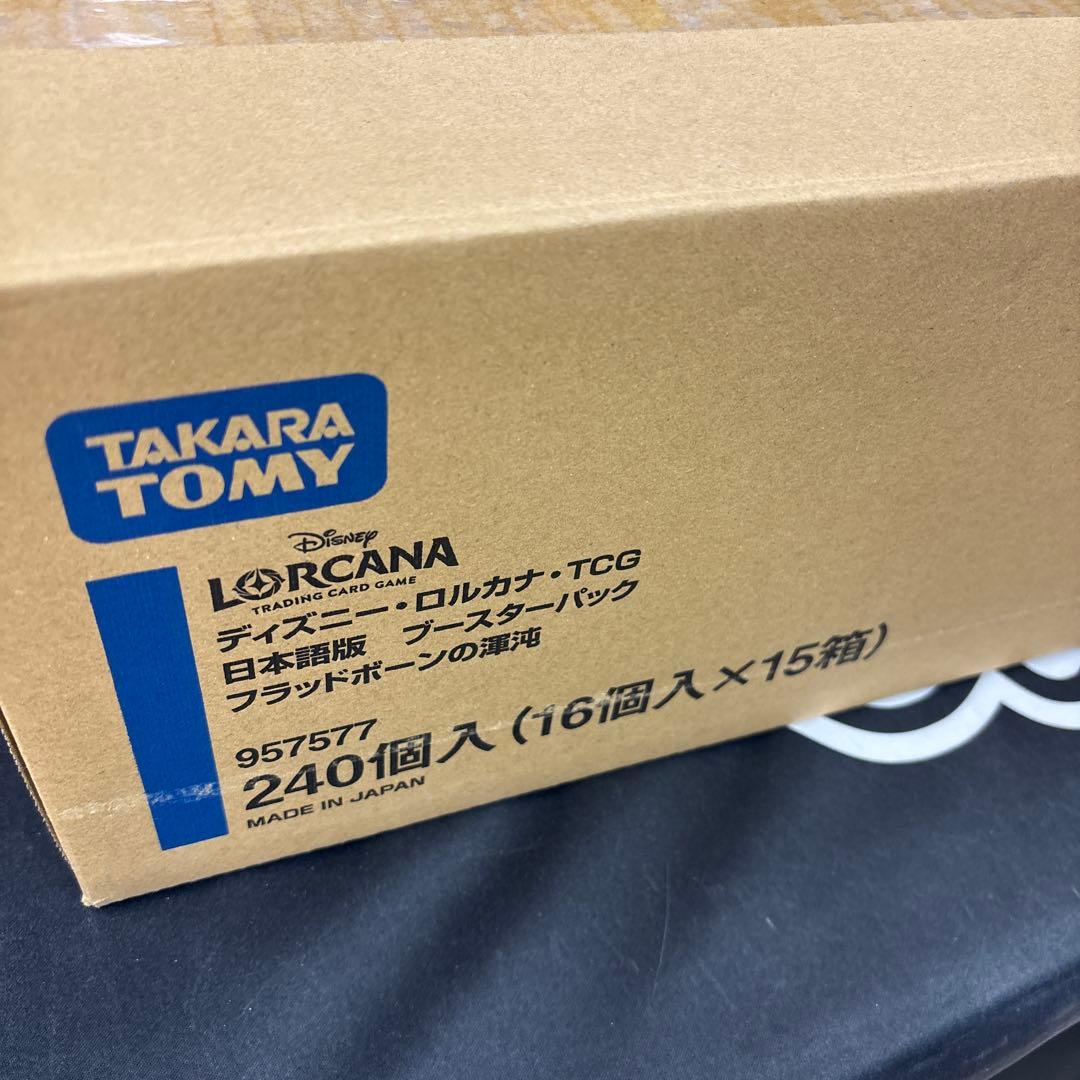 TAKARA
TOMY
Disney
LORCANA
TRADING CARD GAME
ディズニー・ロルカナ・TCG
日本語版 ブースターパック
フラッドボーンの渾沌
957577
240個入(16個入×15箱)
MADE IN JAPAN